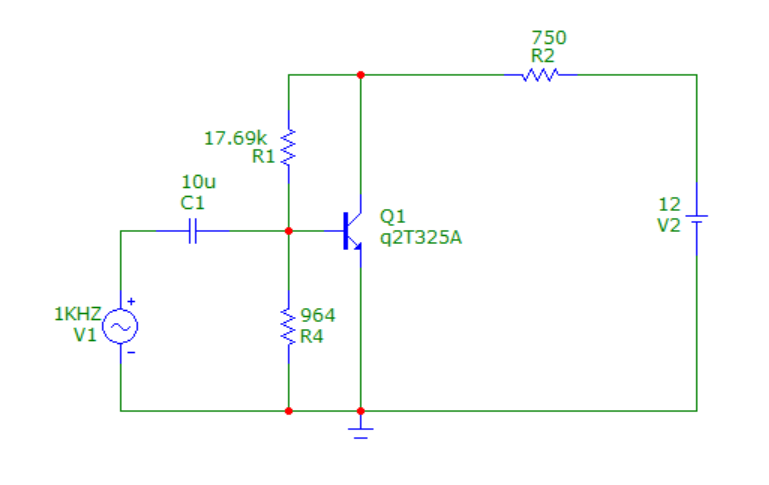 750
R2
17.69k
R1
10u
C1
Q1
q2T325A
12
V2
1KHZ
V1
+
-
964
R4